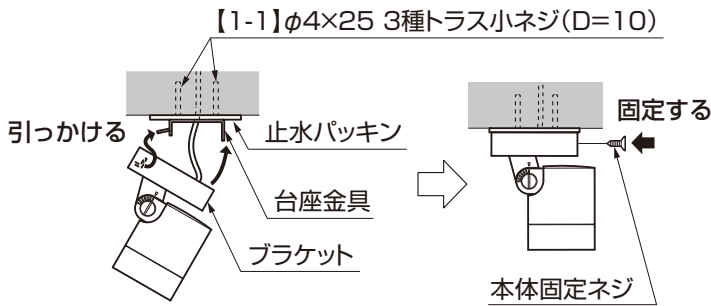 【1-1】φ4×25 3種トラス小ネジ(D=10)
引っかける
止水パッキン
台座金具
ブラケット
固定する
本体固定ネジ